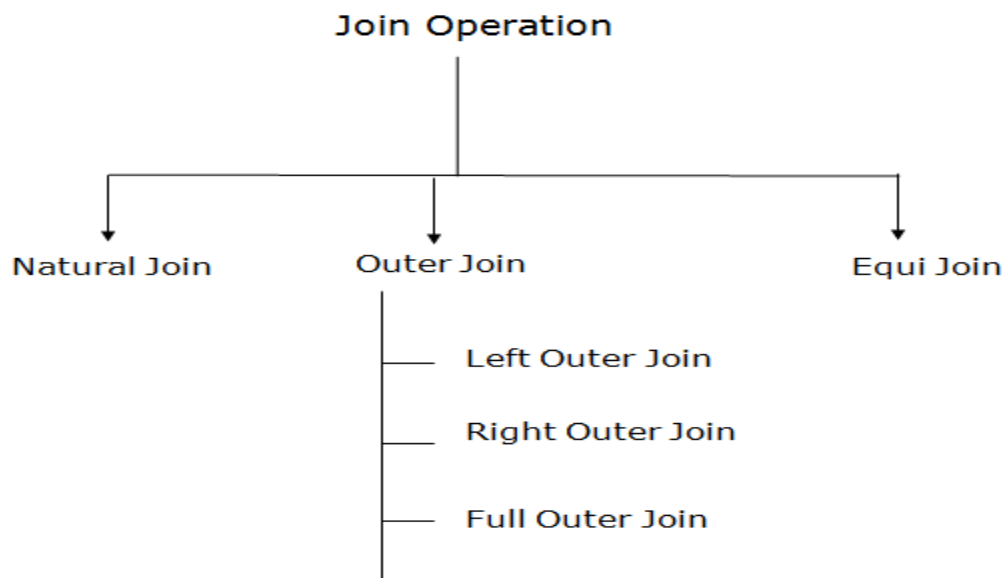 Join Operation
Natural Join
Outer Join
Equi Join
Left Outer Join
Right Outer Join
Full Outer Join